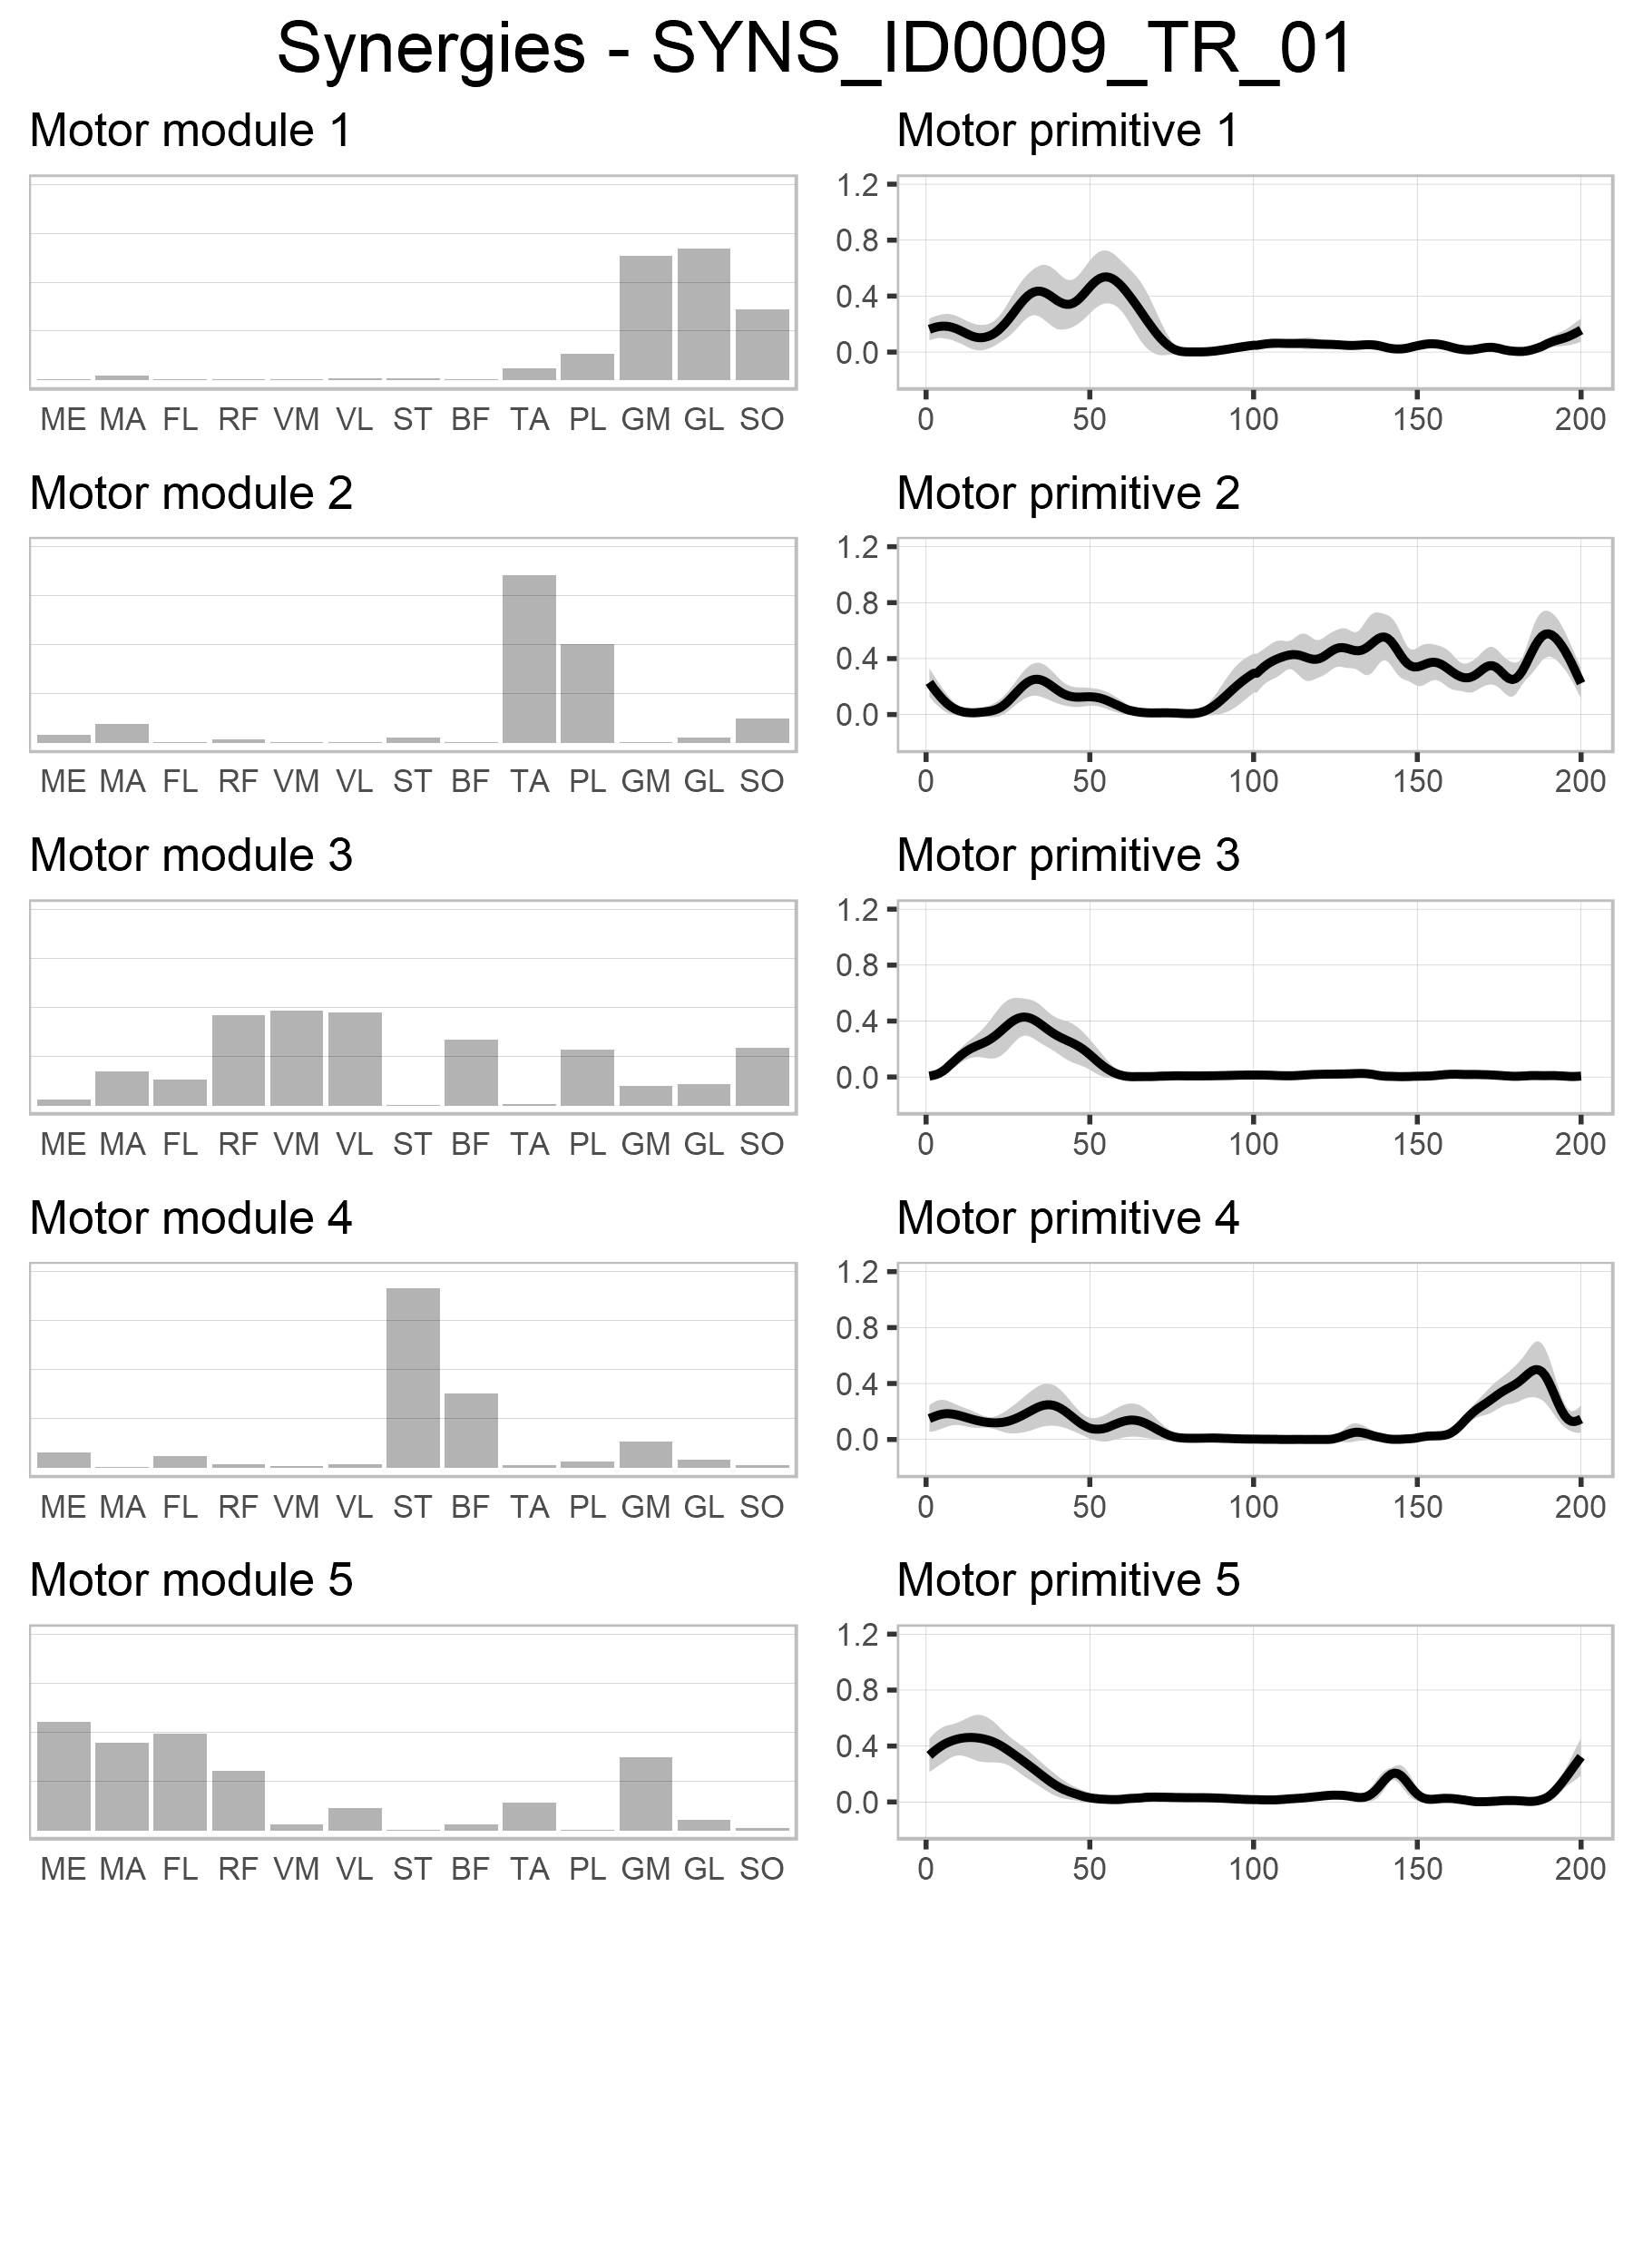 Synergies - SYNS_ID0009_TR_01
Motor module 1
Motor primitive 1
1.2
0.8
0.4
0.0
ME MA FL RF VM VL ST BF TA PL GM GL SO
0 50 100 150 200
Motor module 2
Motor primitive 2
1.2
0.8
0.4
0.0
ME MA FL RF VM VL ST BF TA PL GM GL SO
0 50 100 150 200
Motor module 3
Motor primitive 3
1.2
0.8
0.4
0.0
ME MA FL RF VM VL ST BF TA PL GM GL SO
0 50 100 150 200
Motor module 4
Motor primitive 4
1.2
0.8
0.4
0.0
ME MA FL RF VM VL ST BF TA PL GM GL SO
0 50 100 150 200
Motor module 5
Motor primitive 5
1.2
0.8
0.4
0.0
ME MA FL RF VM VL ST BF TA PL GM GL SO
0 50 100 150 200